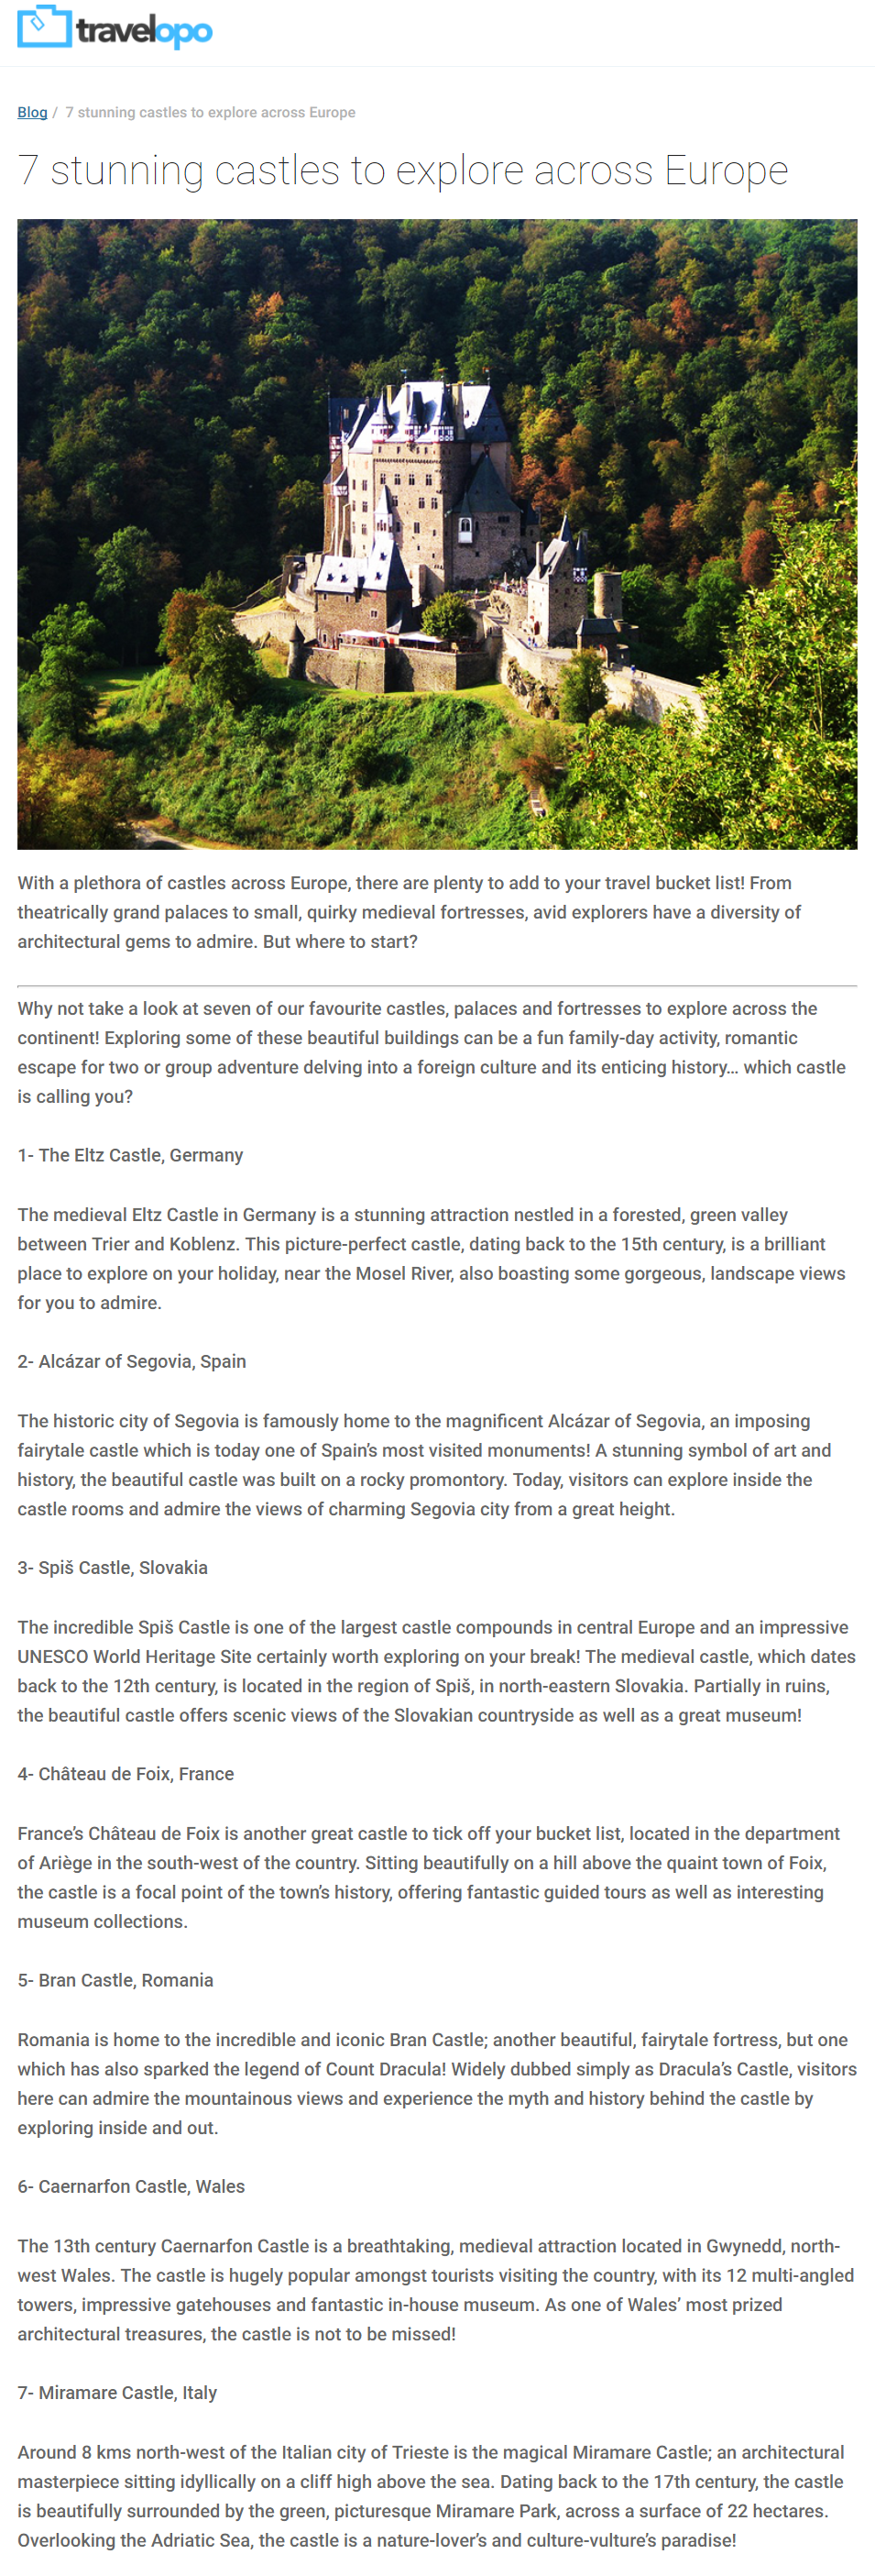 travelopo
Blog / 7 stunning castles to explore across Europe
7 stunning castles to explore across Europe
With a plethora of castles across Europe, there are plenty to add to your travel bucket list! From
theatrically grand palaces to small, quirky medieval fortresses, avid explorers have a diversity of
architectural gems to admire. But where to start?
Why not take a look at seven of our favourite castles, palaces and fortresses to explore across the
continent! Exploring some of these beautiful buildings can be a fun family-day activity, romantic
escape for two or group adventure delving into a foreign culture and its enticing history... which castle
is calling you?
1- The Eltz Castle, Germany
The medieval Eltz Castle in Germany is a stunning attraction nestled in a forested, green valley
between Trier and Koblenz. This picture-perfect castle, dating back to the 15th century, is a brilliant
place to explore on your holiday, near the Mosel River, also boasting some gorgeous, landscape views
for you to admire.
2- Alcázar of Segovia, Spain
The historic city of Segovia is famously home to the magnificent Alcázar of Segovia, an imposing
fairytale castle which is today one of Spain’s most visited monuments! A stunning symbol of art and
history, the beautiful castle was built on a rocky promontory. Today, visitors can explore inside the
castle rooms and admire the views of charming Segovia city from a great height.
3- Spiš Castle, Slovakia
The incredible Spiš Castle is one of the largest castle compounds in central Europe and an impressive
UNESCO World Heritage Site certainly worth exploring on your break! The medieval castle, which dates
back to the 12th century, is located in the region of Spiš, in north-eastern Slovakia. Partially in ruins,
the beautiful castle offers scenic views of the Slovakian countryside as well as a great museum!
4- Château de Foix, France
France’s Château de Foix is another great castle to tick off your bucket list, located in the department
of Ariège in the south-west of the country. Sitting beautifully on a hill above the quaint town of Foix,
the castle is a focal point of the town’s history, offering fantastic guided tours as well as interesting
museum collections.
5- Bran Castle, Romania
Romania is home to the incredible and iconic Bran Castle; another beautiful, fairytale fortress, but one
which has also sparked the legend of Count Dracula! Widely dubbed simply as Dracula’s Castle, visitors
here can admire the mountainous views and experience the myth and history behind the castle by
exploring inside and out.
6- Caernarfon Castle, Wales
The 13th century Caernarfon Castle is a breathtaking, medieval attraction located in Gwynedd, north-
west Wales. The castle is hugely popular amongst tourists visiting the country, with its 12 multi-angled
towers, impressive gatehouses and fantastic in-house museum. As one of Wales’ most prized
architectural treasures, the castle is not to be missed!
7- Miramare Castle, Italy
Around 8 kms north-west of the Italian city of Trieste is the magical Miramare Castle; an architectural
masterpiece sitting idyllically on a cliff high above the sea. Dating back to the 17th century, the castle
is beautifully surrounded by the green, picturesque Miramare Park, across a surface of 22 hectares.
Overlooking the Adriatic Sea, the castle is a nature-lover’s and culture-vulture’s paradise!